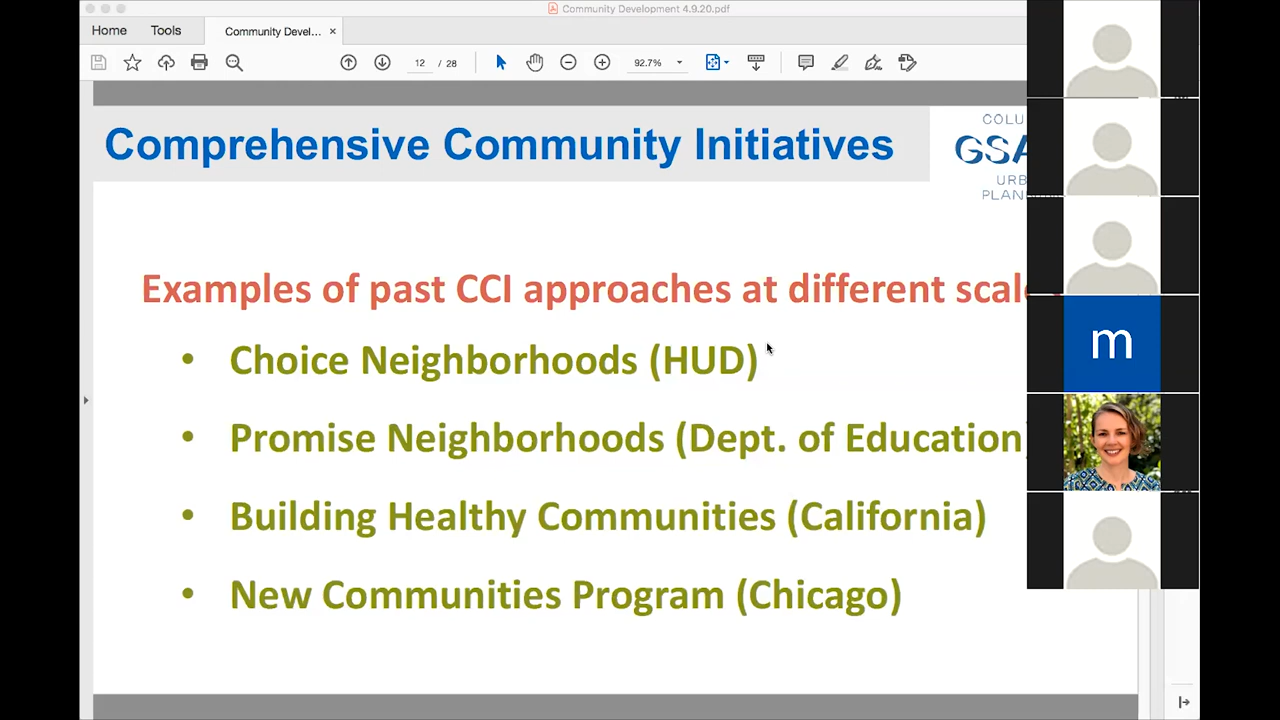 Community Development 4.9.20.pdf
Home Tools Community Devel... ×
12 / 28 92.7%
Comprehensive Community Initiatives
COLU
GSA
URB
PLAN
Examples of past CCI approaches at different scale
• Choice Neighborhoods (HUD)
• Promise Neighborhoods (Dept. of Education)
• Building Healthy Communities (California)
• New Communities Program (Chicago)
m